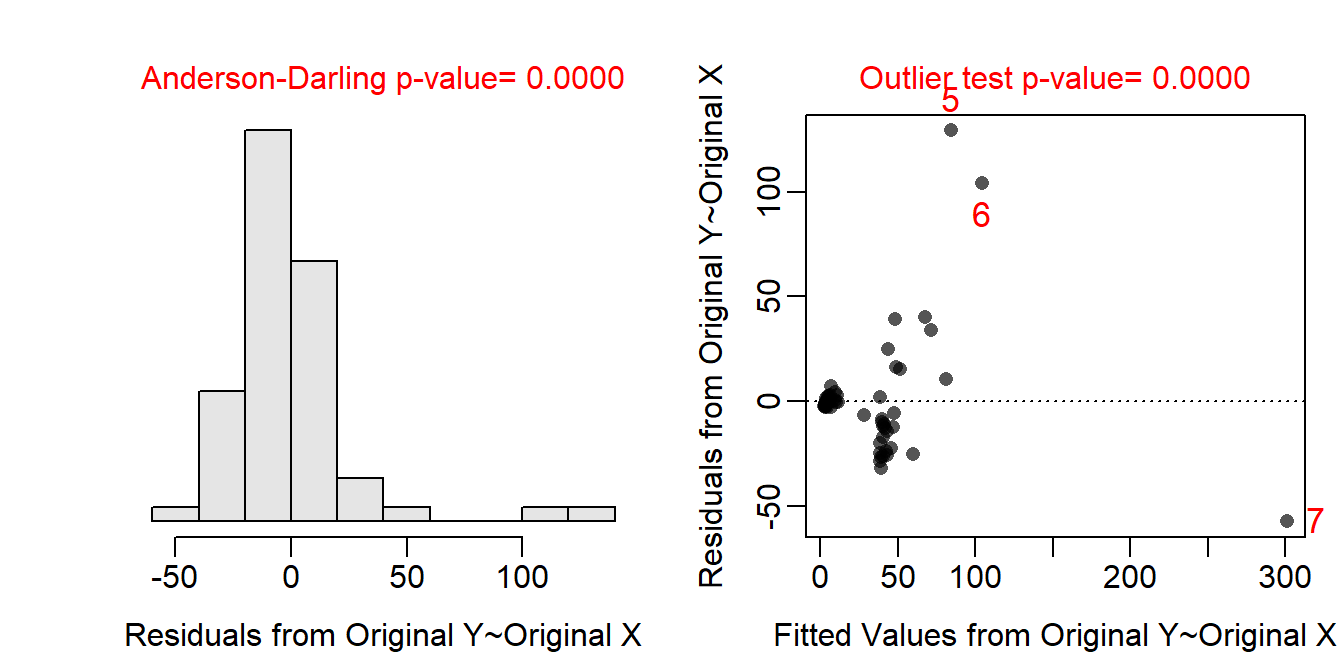 Anderson-Darling p-value= 0.0000
-50 0 50 100
Residuals from Original Y~Original X
Outlier test p-value= 0.0000
Residuals from Original Y~Original X
100
50
0
-50
5
6
7
0 50 100 200 300
Fitted Values from Original Y~Original X